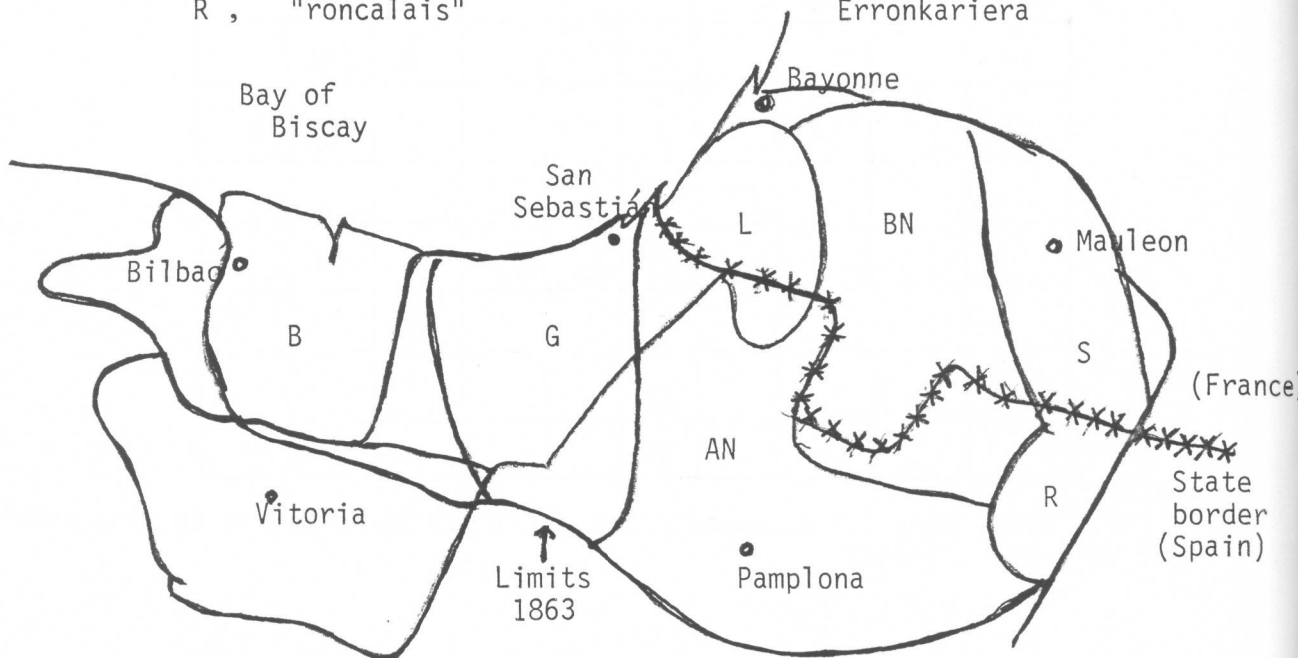 R , "roncalais" Erronkariera
Bay of
Biscay
Bayonne
San
Sebastián
L
BN
Mauleon
Bilbao
B
G
S
(France)
AN
R
State
border
(Spain)
Vitoria
Limits
1863
Pamplona